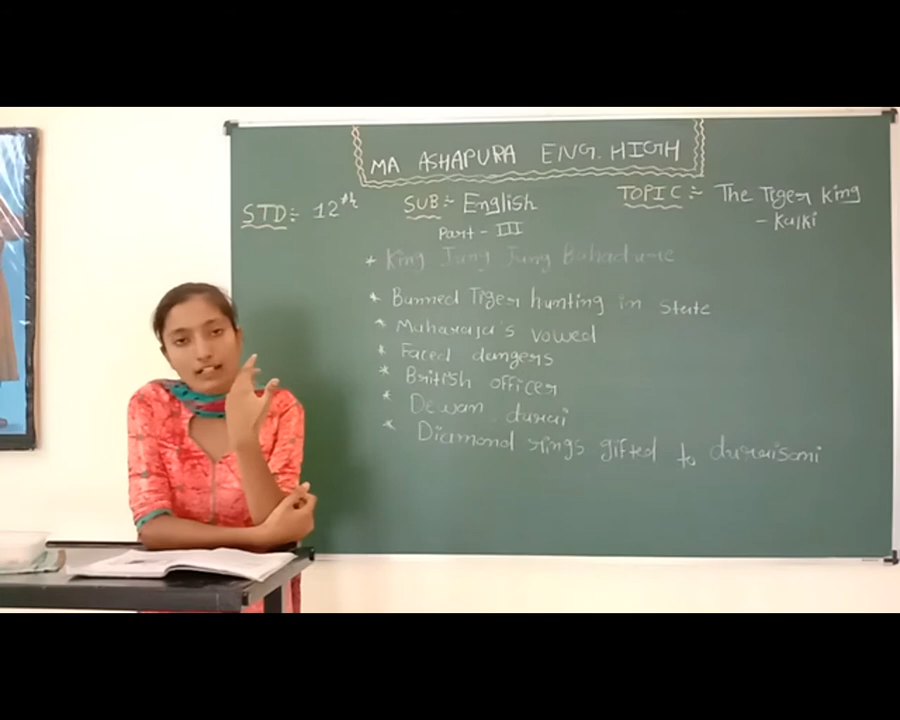 MA ASHAPURA ENG. HIGH
STD:- 12th
SUB:- English
TOPIC:- The Tiger King
- Kalki
Part - III
* King Jung Jung Bahadure
* Banned Tiger hunting in state
* Maharaja's vowed
* Faced dangers
* British officer
* Dewan durai
* Diamond rings gifted to duraisani